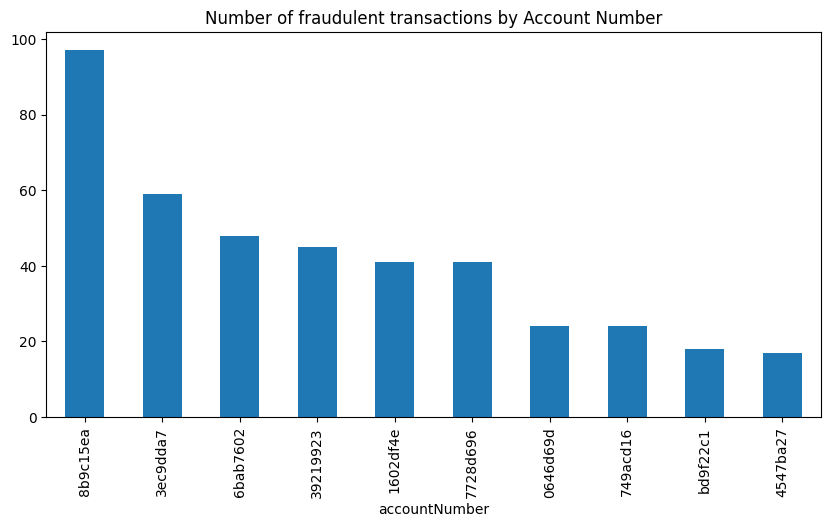 Number of fraudulent transactions by Account Number
100
80
60
40
20
0
8b9c15ea
3ec9dda7
6bab7602
39219923
1602df4e
7728d696
0646d69d
749acd16
bd9f22c1
4547ba27
accountNumber